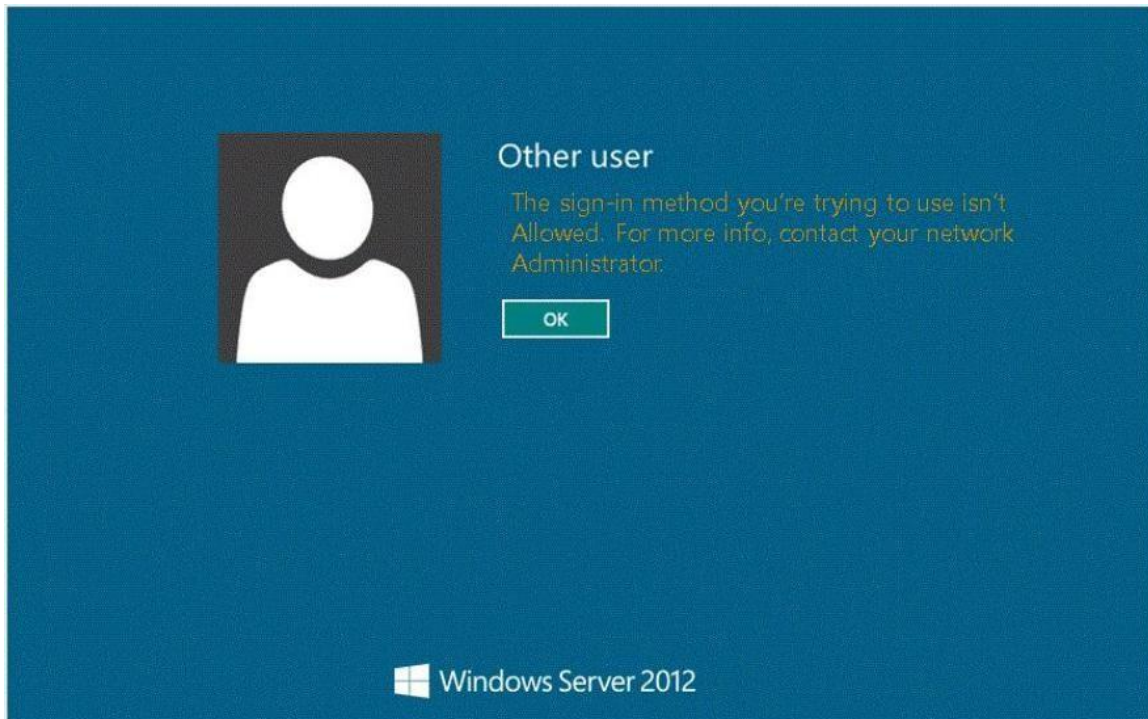 Other user
The sign-in method you're trying to use isn't
Allowed. For more info, contact your network
Administrator.
OK
Windows Server 2012